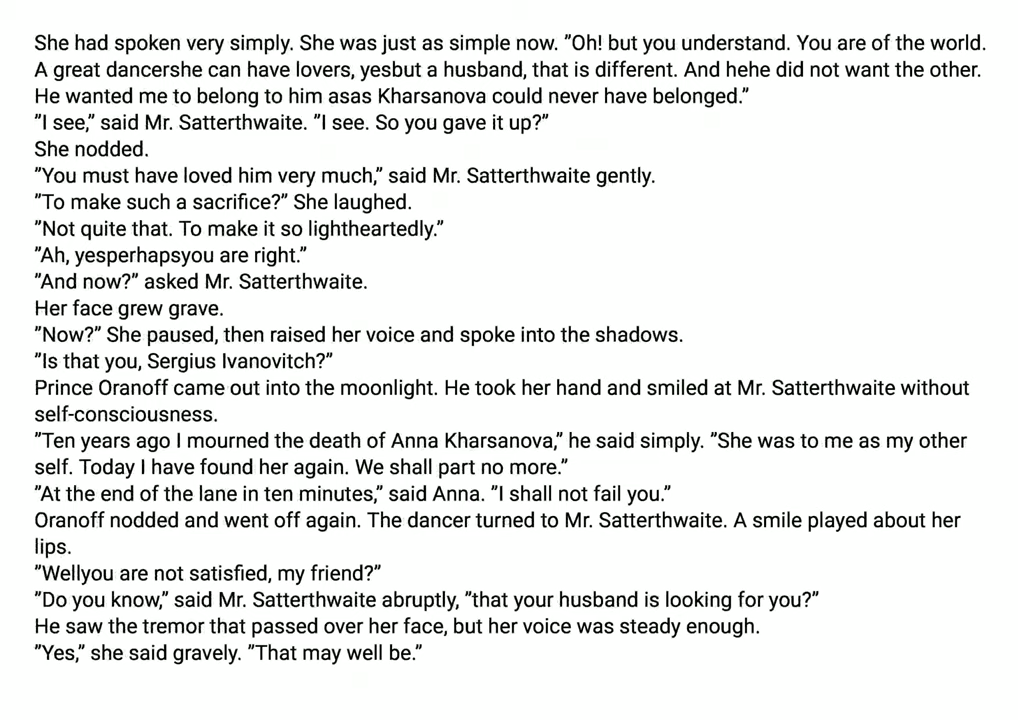 She had spoken very simply. She was just as simple now. ”Oh! but you understand. You are of the world.
A great dancershe can have lovers, yesbut a husband, that is different. And hehe did not want the other.
He wanted me to belong to him asas Kharsanova could never have belonged.”
”I see,” said Mr. Satterthwaite. ”I see. So you gave it up?”
She nodded.
”You must have loved him very much,” said Mr. Satterthwaite gently.
”To make such a sacrifice?” She laughed.
”Not quite that. To make it so lightheartedly.”
”Ah, yesperhapsyou are right.”
”And now?” asked Mr. Satterthwaite.
Her face grew grave.
”Now?” She paused, then raised her voice and spoke into the shadows.
”Is that you, Sergius Ivanovitch?”
Prince Oranoff came out into the moonlight. He took her hand and smiled at Mr. Satterthwaite without
self-consciousness.
”Ten years ago I mourned the death of Anna Kharsanova,” he said simply. ”She was to me as my other
self. Today I have found her again. We shall part no more.”
”At the end of the lane in ten minutes,” said Anna. ”I shall not fail you.”
Oranoff nodded and went off again. The dancer turned to Mr. Satterthwaite. A smile played about her
lips.
”Wellyou are not satisfied, my friend?”
”Do you know,” said Mr. Satterthwaite abruptly, ”that your husband is looking for you?”
He saw the tremor that passed over her face, but her voice was steady enough.
”Yes,” she said gravely. ”That may well be.”